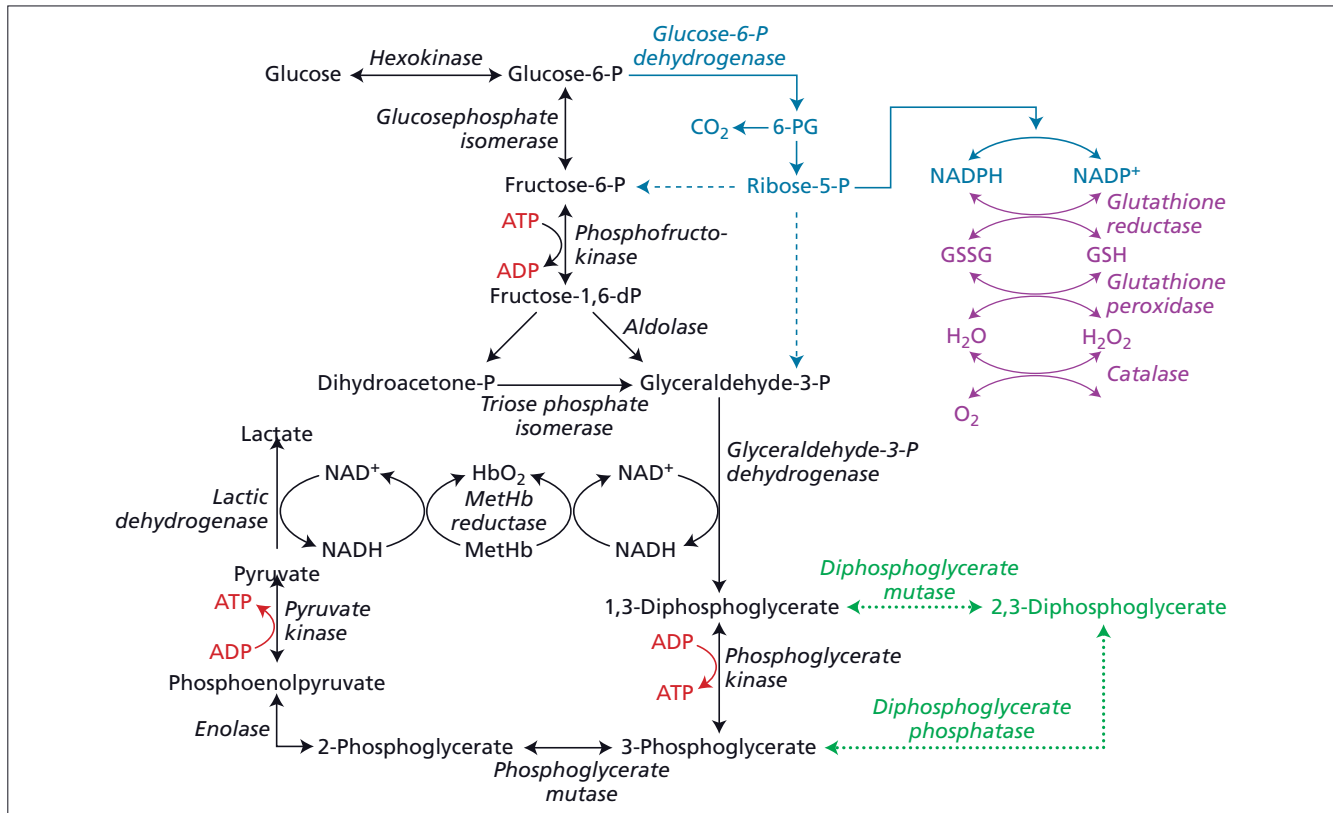 Glucose-6-P
dehydrogenase
Hexokinase
Glucose
Glucose-6-P
Glucosephosphate
isomerase
CO₂
6-PG
Fructose-6-P
Ribose-5-P
NADPH
NADP⁺
Glutathione
reductase
ATP
Phosphofructo-
kinase
ADP
GSSG
GSH
Glutathione
peroxidase
Fructose-1,6-dP
Aldolase
H₂O
H₂O₂
Catalase
O₂
Dihydroacetone-P
Glyceraldehyde-3-P
Triose phosphate
isomerase
Lactate
Glyceraldehyde-3-P
dehydrogenase
NAD⁺
HbO₂
NAD⁺
Lactic
dehydrogenase
MetHb
reductase
NADH
MetHb
NADH
Pyruvate
ATP
Pyruvate
kinase
ADP
Diphosphoglycerate
mutase
1,3-Diphosphoglycerate
2,3-Diphosphoglycerate
ADP
Phosphoglycerate
kinase
ATP
Phosphoenolpyruvate
Diphosphoglycerate
phosphatase
Enolase
2-Phosphoglycerate
3-Phosphoglycerate
Phosphoglycerate
mutase